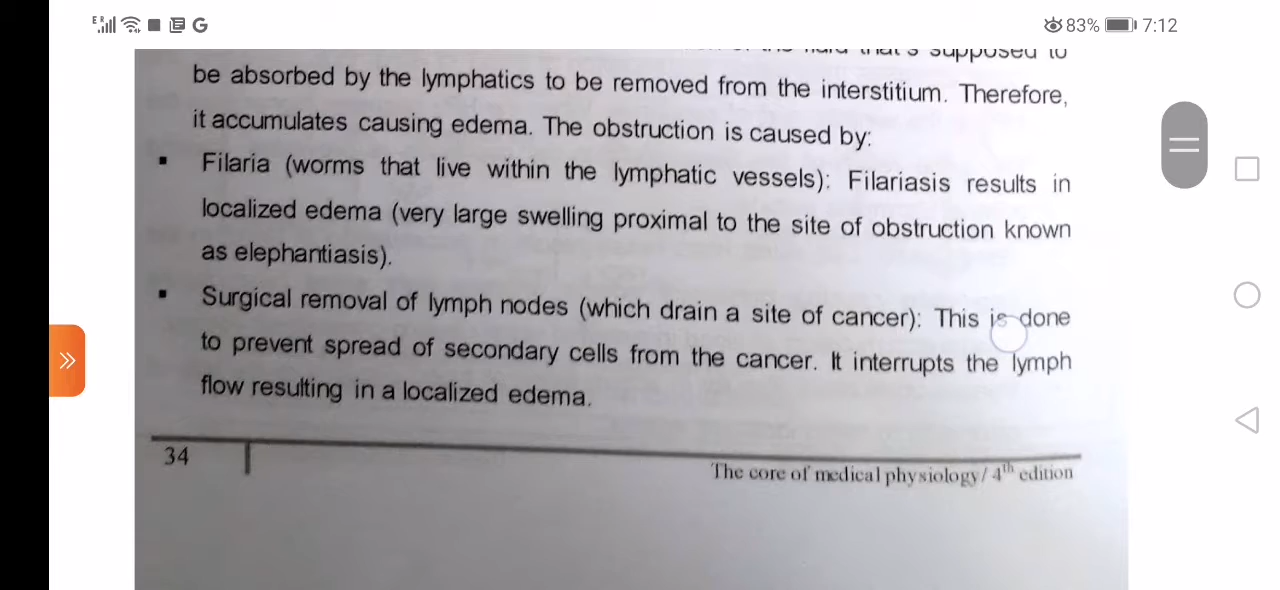 83% 7:12
supposed to
be absorbed by the lymphatics to be removed from the interstitium. Therefore,
it accumulates causing edema. The obstruction is caused by:
▪ Filaria (worms that live within the lymphatic vessels): Filariasis results in
localized edema (very large swelling proximal to the site of obstruction known
as elephantiasis).
▪ Surgical removal of lymph nodes (which drain a site of cancer): This is done
to prevent spread of secondary cells from the cancer. It interrupts the lymph
flow resulting in a localized edema.
34
The core of medical physiology/ 4th edition